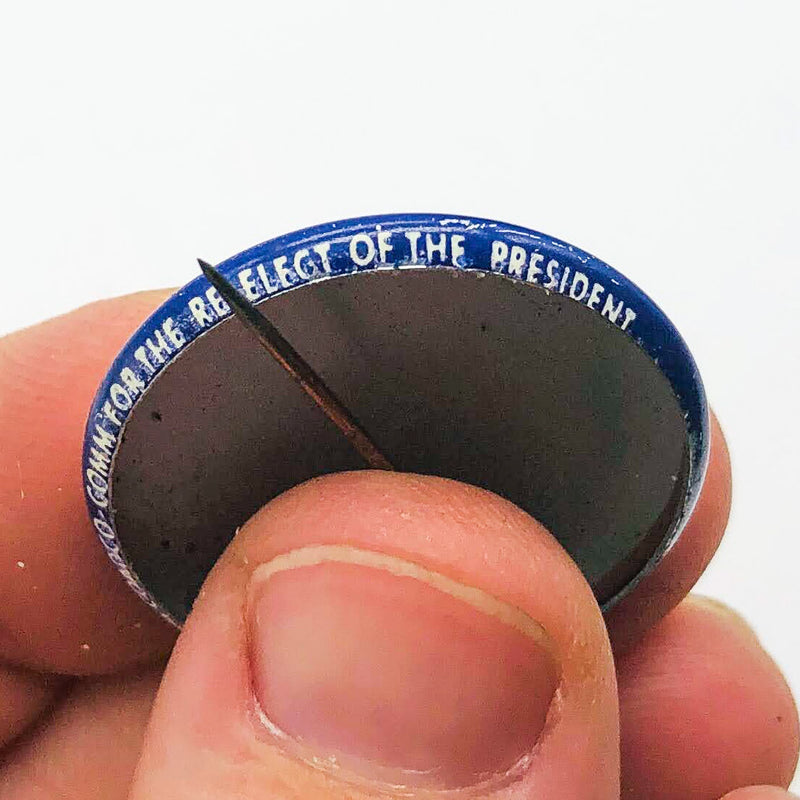 COMM FOR THE RE ELECT OF THE PRESIDENT